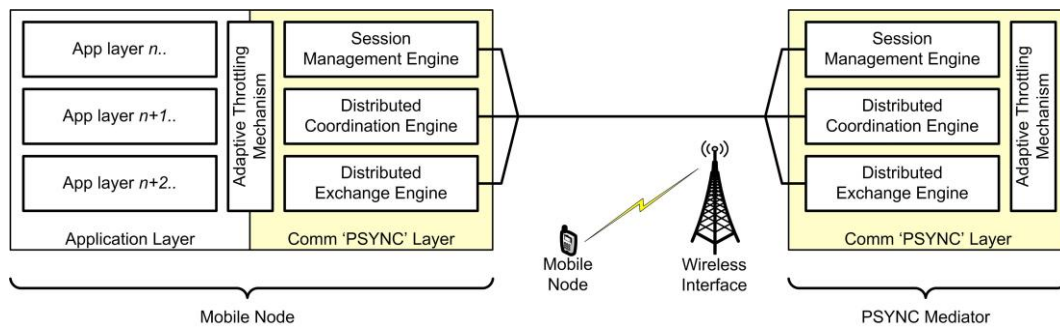 App layer n..
App layer n+1..
App layer n+2..
Application Layer
Adaptive Throttling
Mechanism
Session
Management Engine
Distributed
Coordination Engine
Distributed
Exchange Engine
Comm ‘PSYNC’ Layer
Mobile Node
Mobile
Node
Wireless
Interface
Session
Management Engine
Distributed
Coordination Engine
Distributed
Exchange Engine
Adaptive Throttling
Mechanism
Comm ‘PSYNC’ Layer
PSYNC Mediator